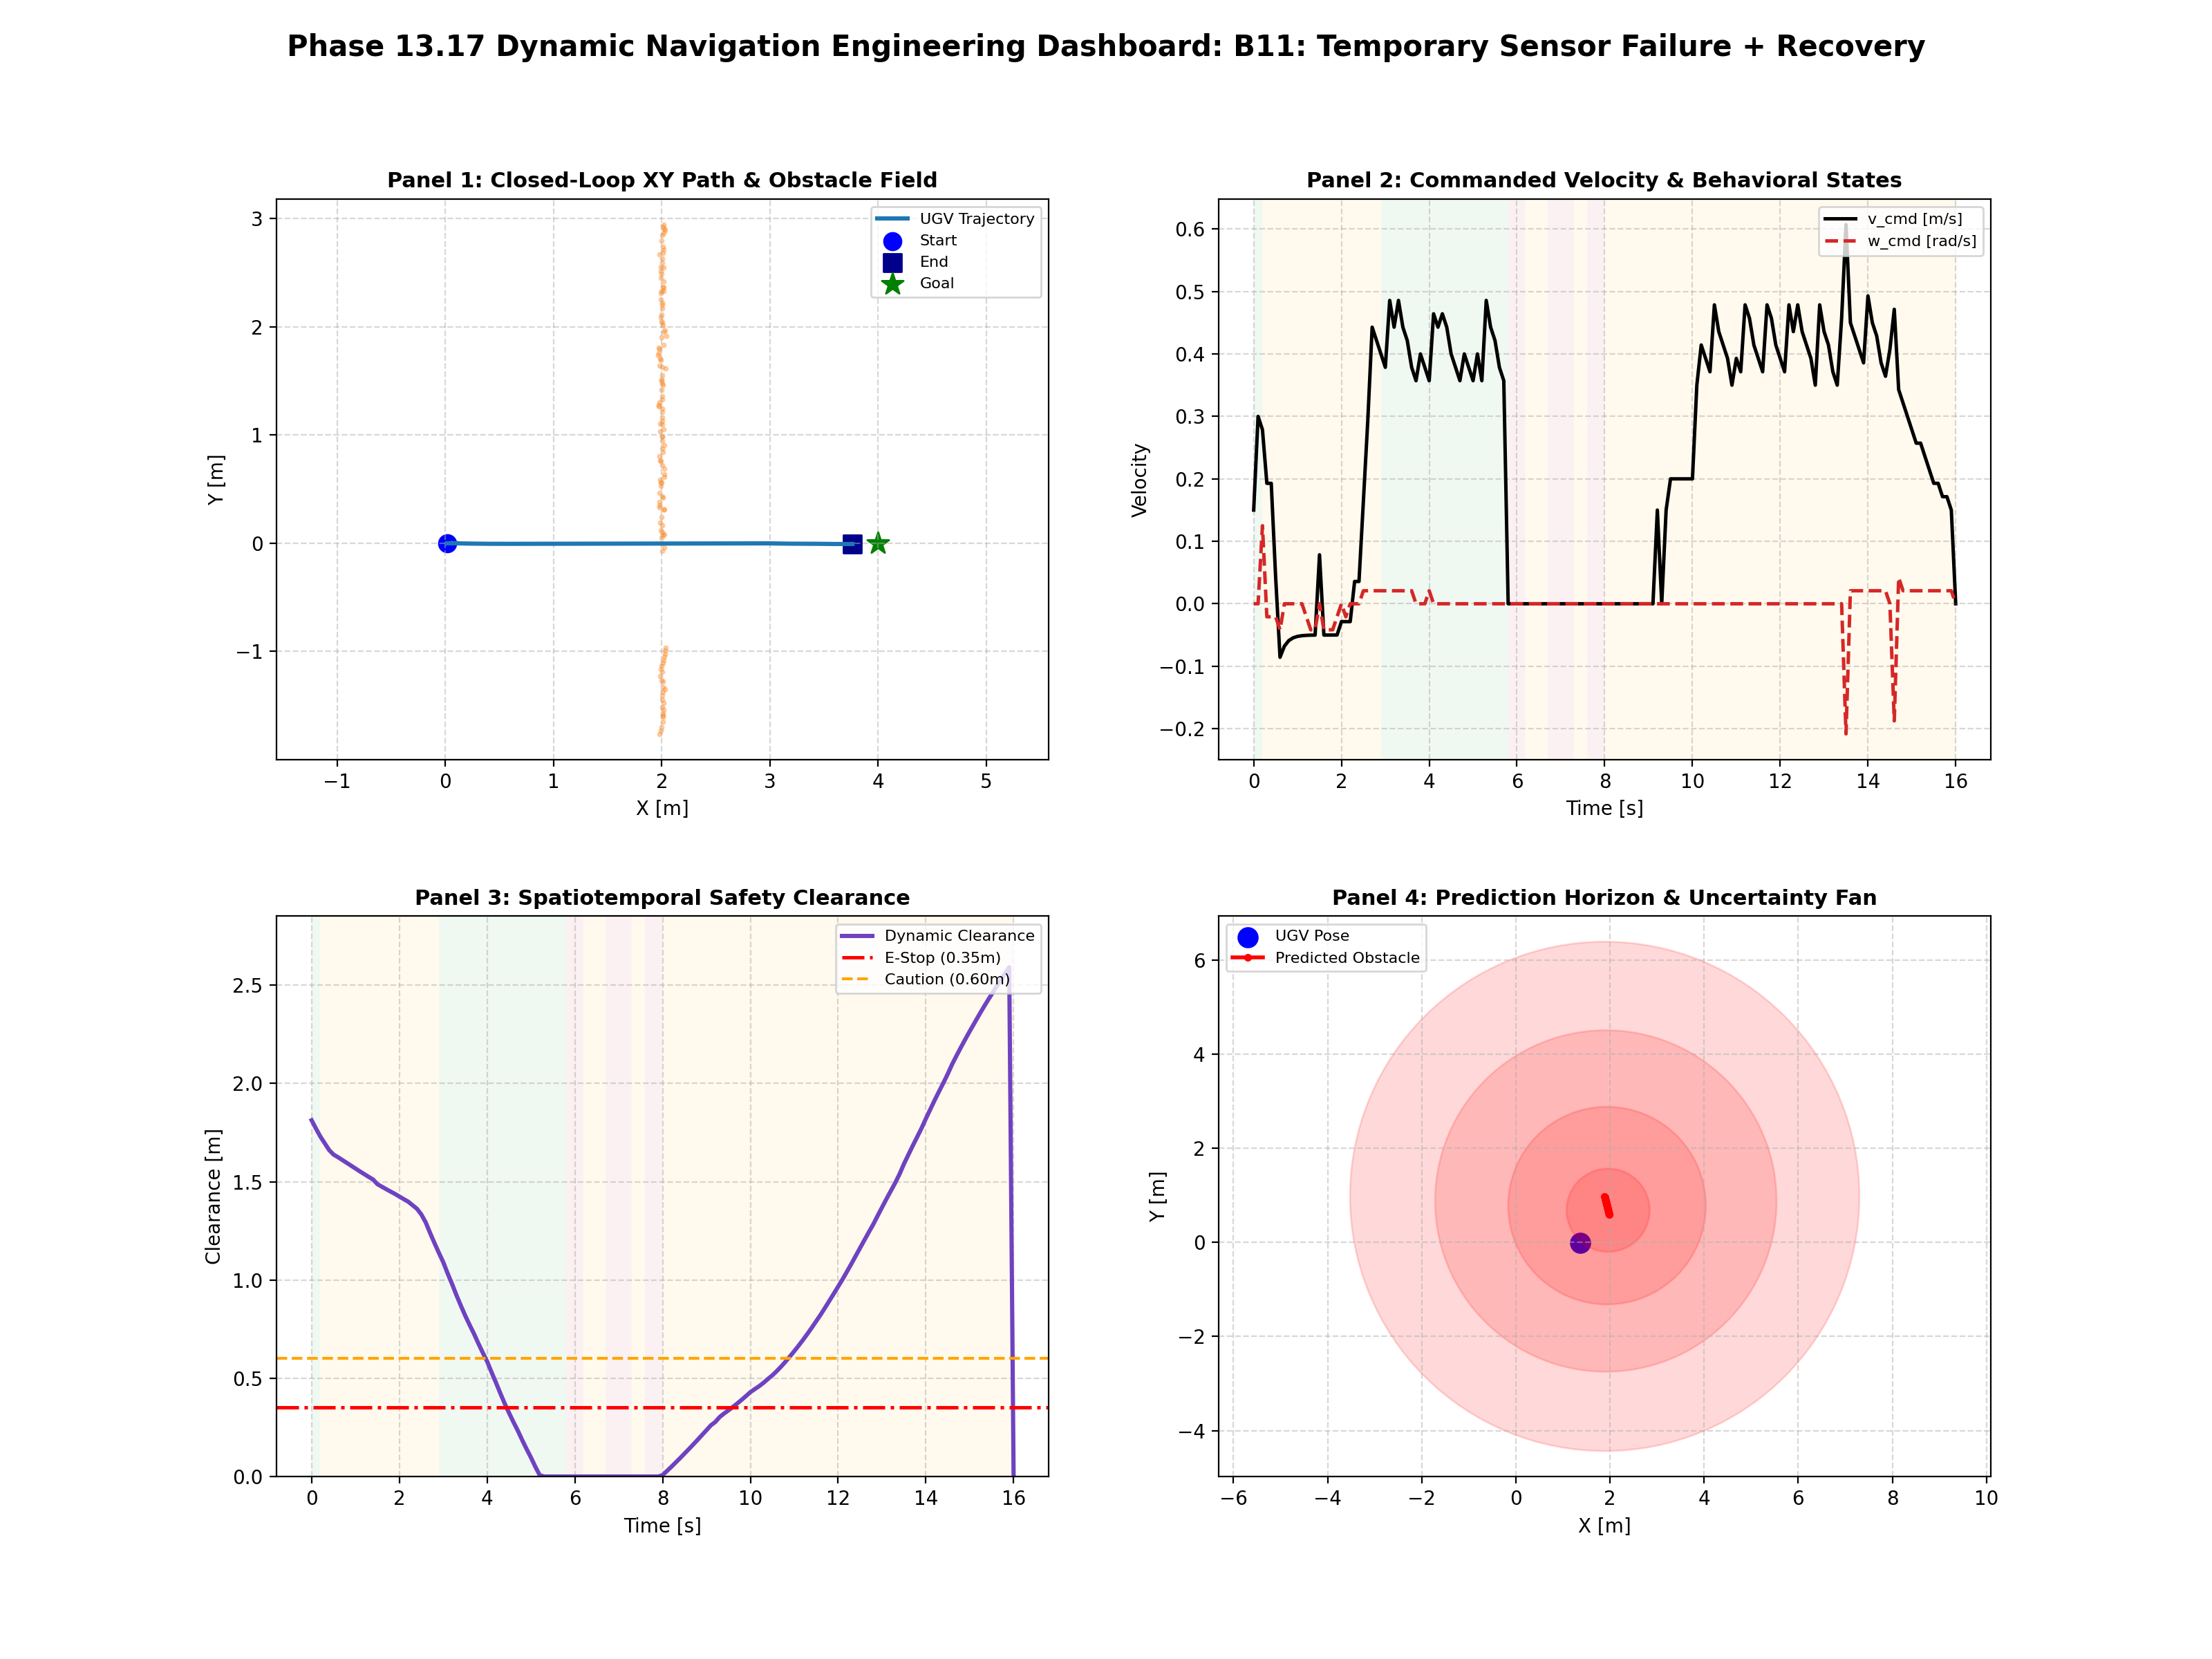 Phase 13.17 Dynamic Navigation Engineering Dashboard: B11: Temporary Sensor Failure + Recovery
Panel 1: Closed-Loop XY Path & Obstacle Field
UGV Trajectory
Start
End
Goal
3
2
1
0
−1
Y [m]
−1
0
1
2
3
4
5
X [m]
Panel 2: Commanded Velocity & Behavioral States
v_cmd [m/s]
w_cmd [rad/s]
0.6
0.5
0.4
0.3
0.2
0.1
0.0
−0.1
−0.2
Velocity
0
2
4
6
8
10
12
14
16
Time [s]
Panel 3: Spatiotemporal Safety Clearance
Dynamic Clearance
E-Stop (0.35m)
Caution (0.60m)
2.5
2.0
1.5
1.0
0.5
0.0
Clearance [m]
0
2
4
6
8
10
12
14
16
Time [s]
Panel 4: Prediction Horizon & Uncertainty Fan
UGV Pose
Predicted Obstacle
6
4
2
0
−2
−4
Y [m]
−6
−4
−2
0
2
4
6
8
10
X [m]